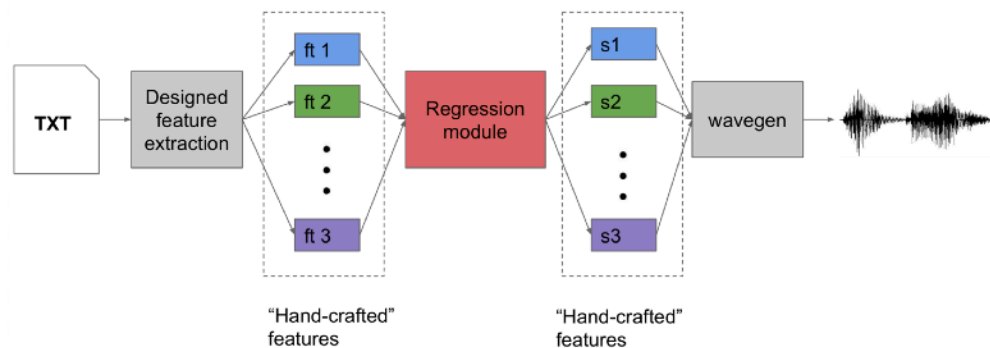 TXT
Designed
feature
extraction
ft 1
ft 2
ft 3
Regression
module
s1
s2
s3
wavegen
“Hand-crafted”
features
“Hand-crafted”
features